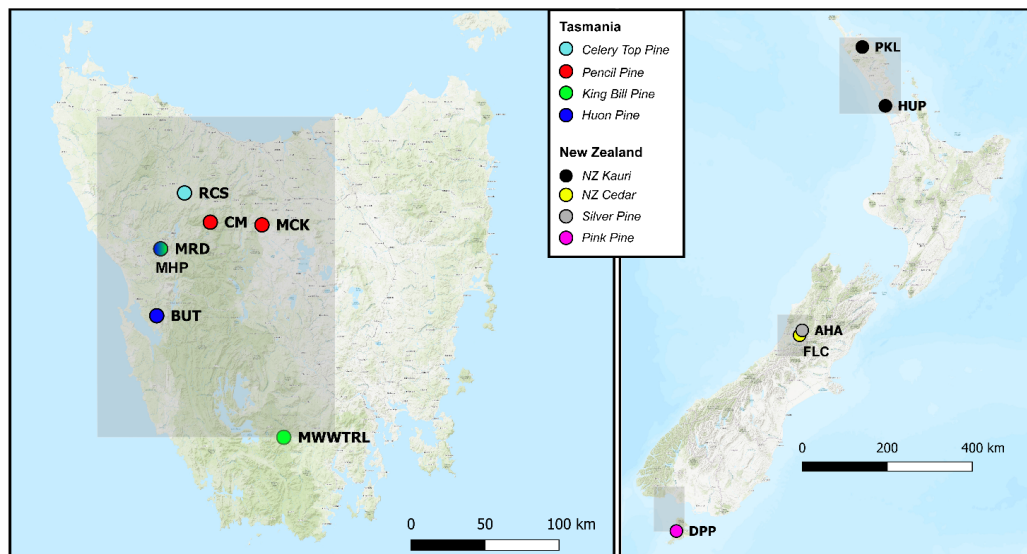 Tasmania
Celery Top Pine
Pencil Pine
King Bill Pine
Huon Pine
New Zealand
NZ Kauri
NZ Cedar
Silver Pine
Pink Pine
RCS
CM
MCK
MRD
MHP
BUT
MWWTRL
0 50 100 km
PKL
HUP
AHA
FLC
0 200 400 km
DPP